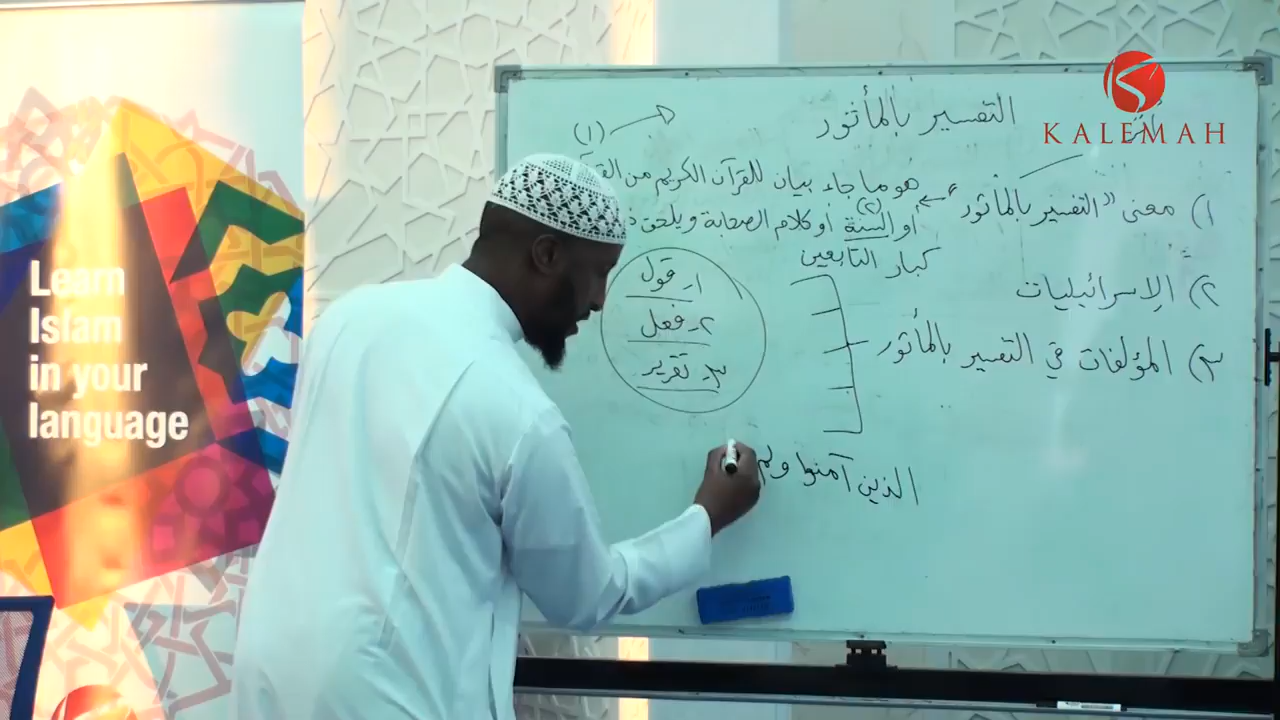 KALEMAH
التفسير بالمأثور
(١)
١) معنى "التفسير بالمأثور"
هو ما جاء بيان للقرآن الكريم من
(٢)
أو السنة أو كلام الصحابة ويلحق
كبار التابعين
٢) الإسرائيليات
٣) المؤلفات في التفسير بالمأثور
١- قول
٢- فعل
٣- تقرير
الذين آمنوا ولم
Learn
Islam
in your
language